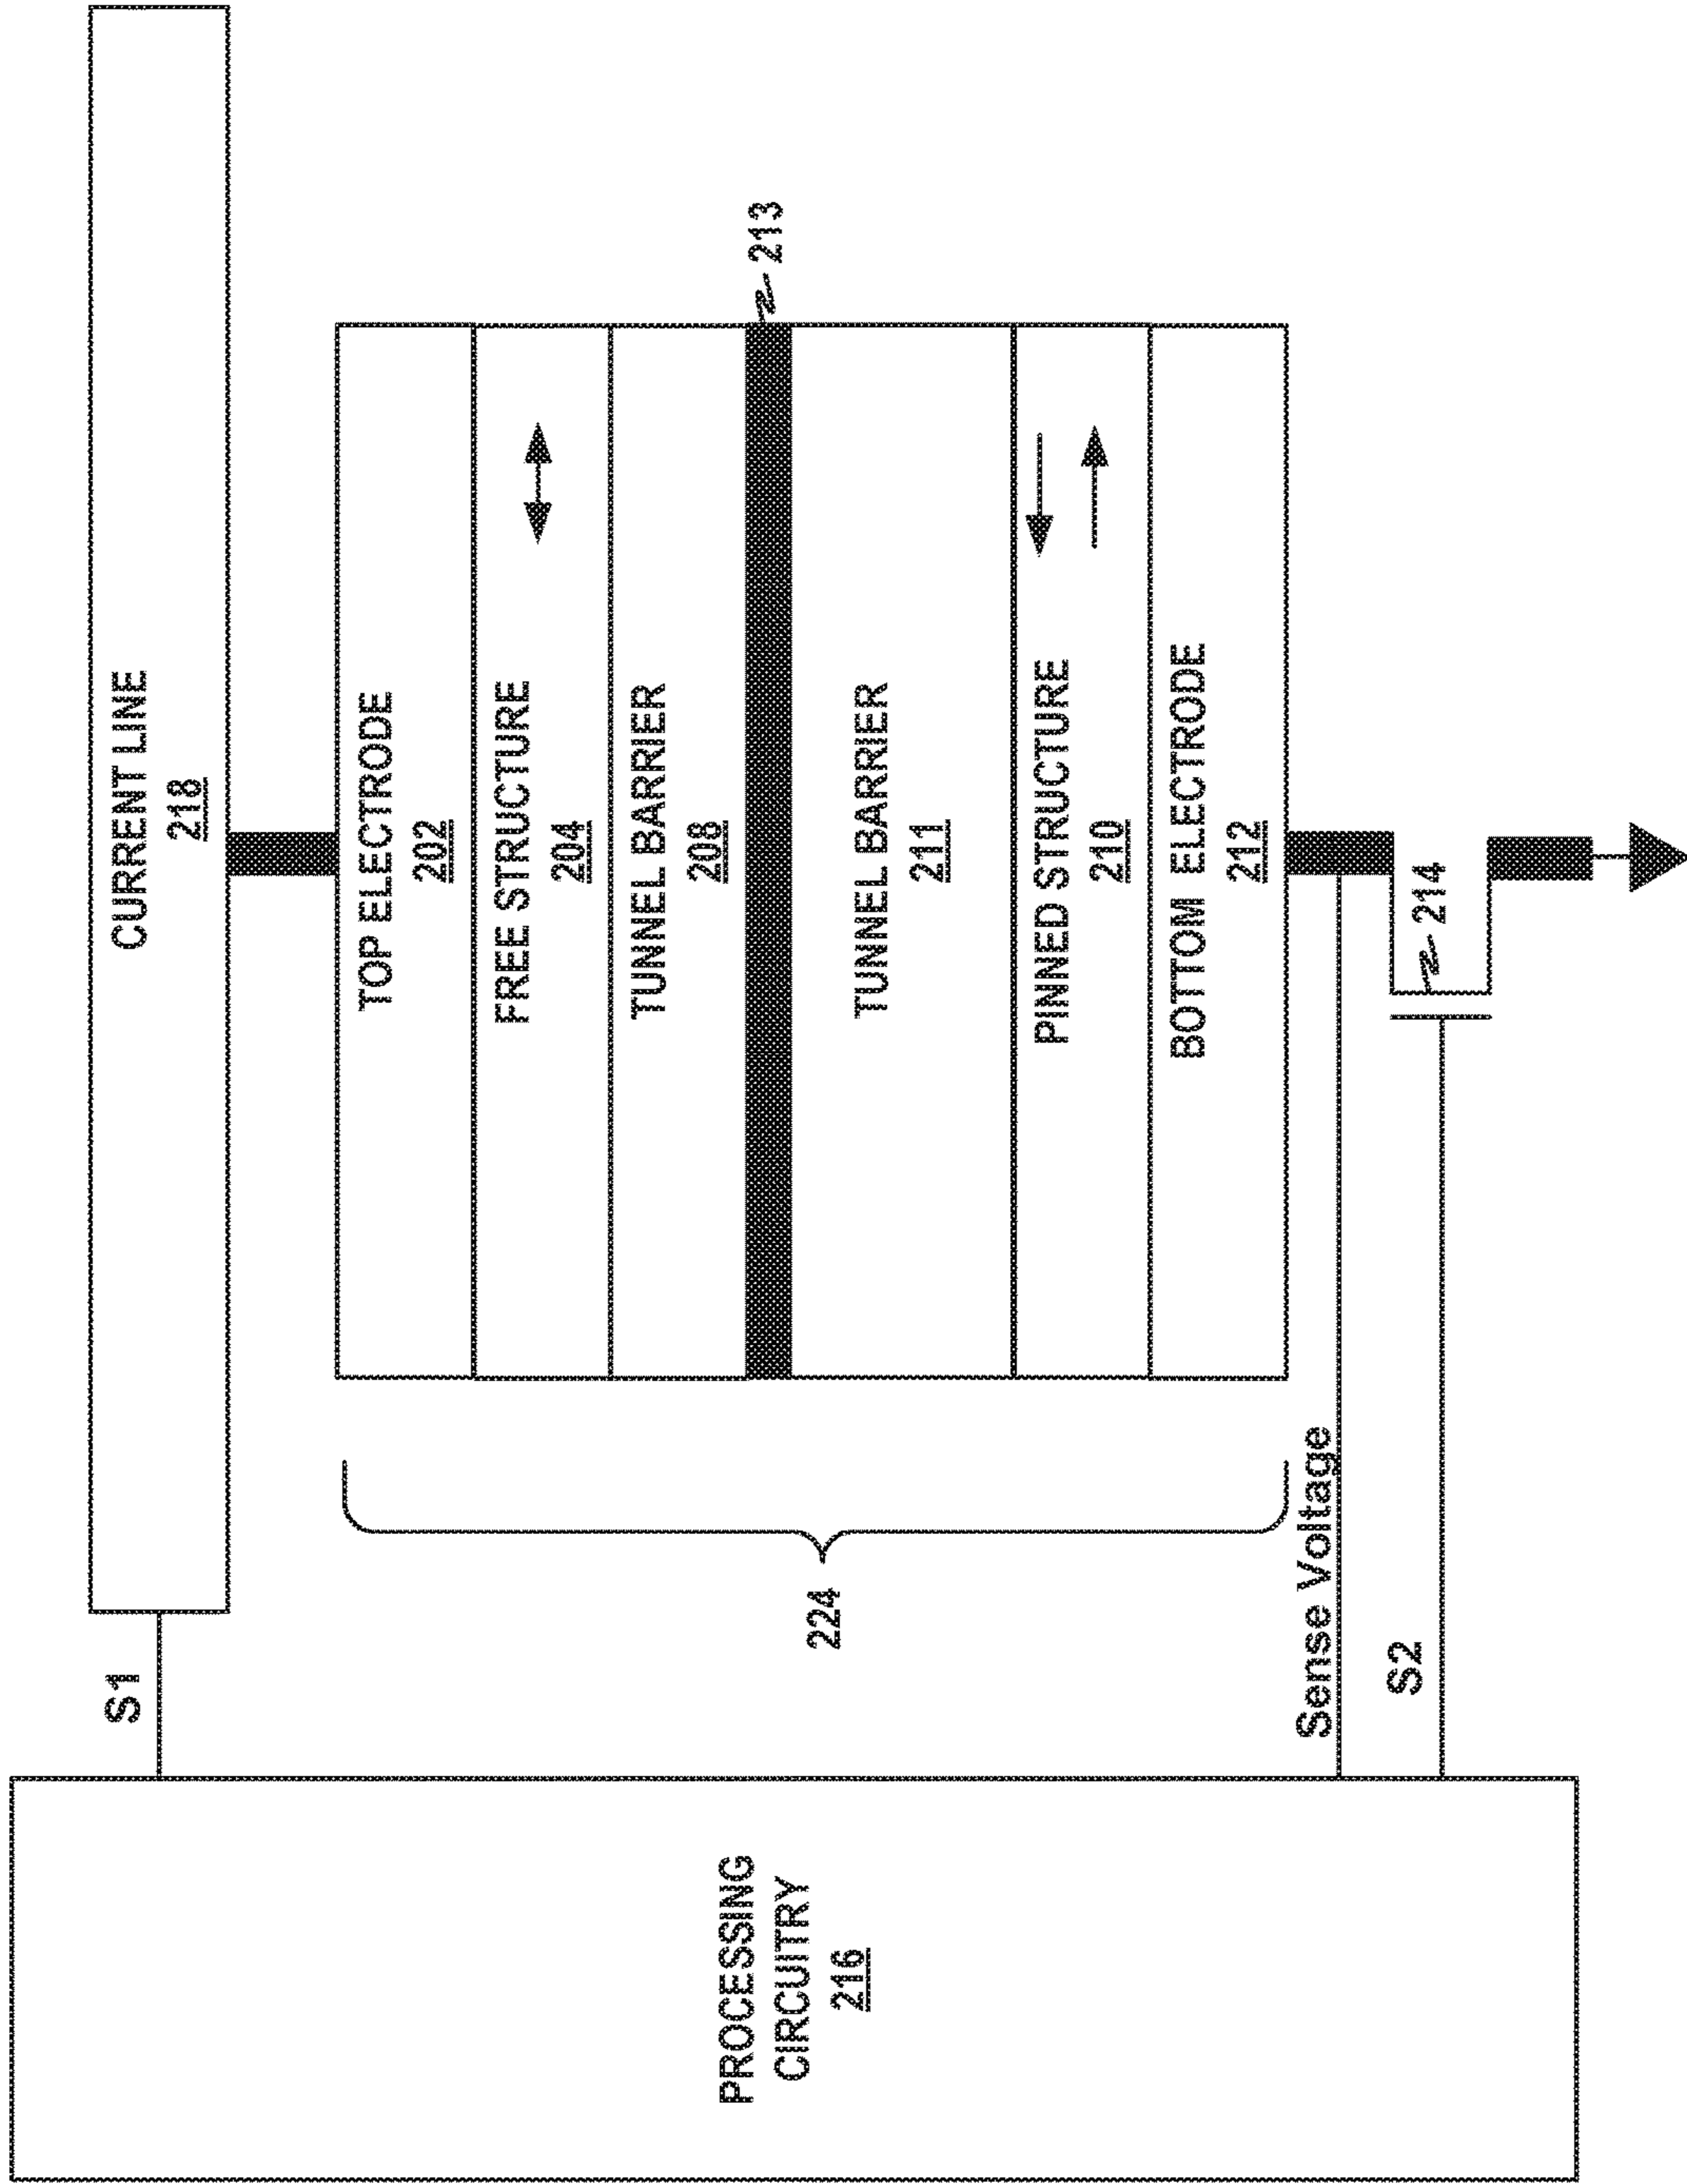 CURRENT LINE
218
S1
TOP ELECTRODE
202
FREE STRUCTURE
204
TUNNEL BARRIER
208
213
TUNNEL BARRIER
211
PINNED STRUCTURE
210
BOTTOM ELECTRODE
212
224
PROCESSING
CIRCUITRY
216
Sense Voltage
S2
214